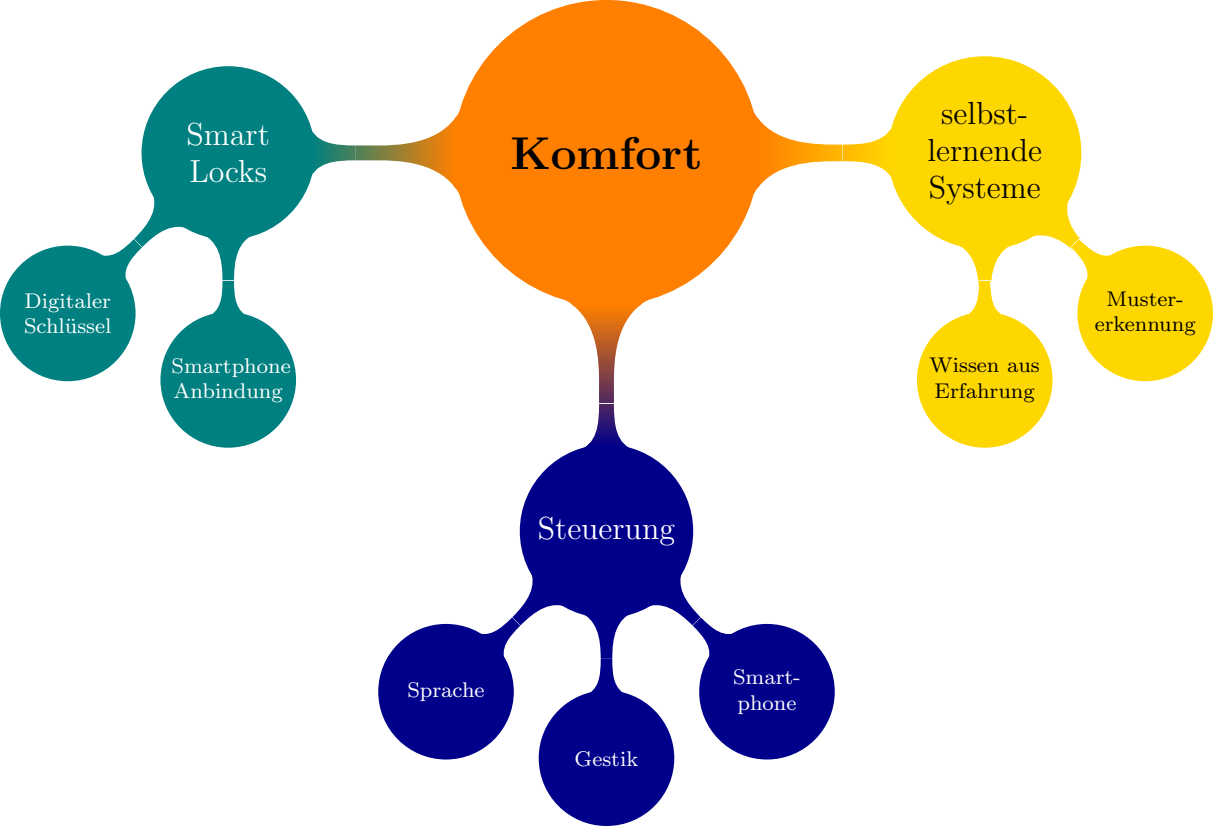 Komfort
Smart
Locks
Digitaler
Schlüssel
Smartphone
Anbindung
selbst-
lernende
Systeme
Wissen aus
Erfahrung
Muster-
erkennung
Steuerung
Sprache
Gestik
Smart-
phone